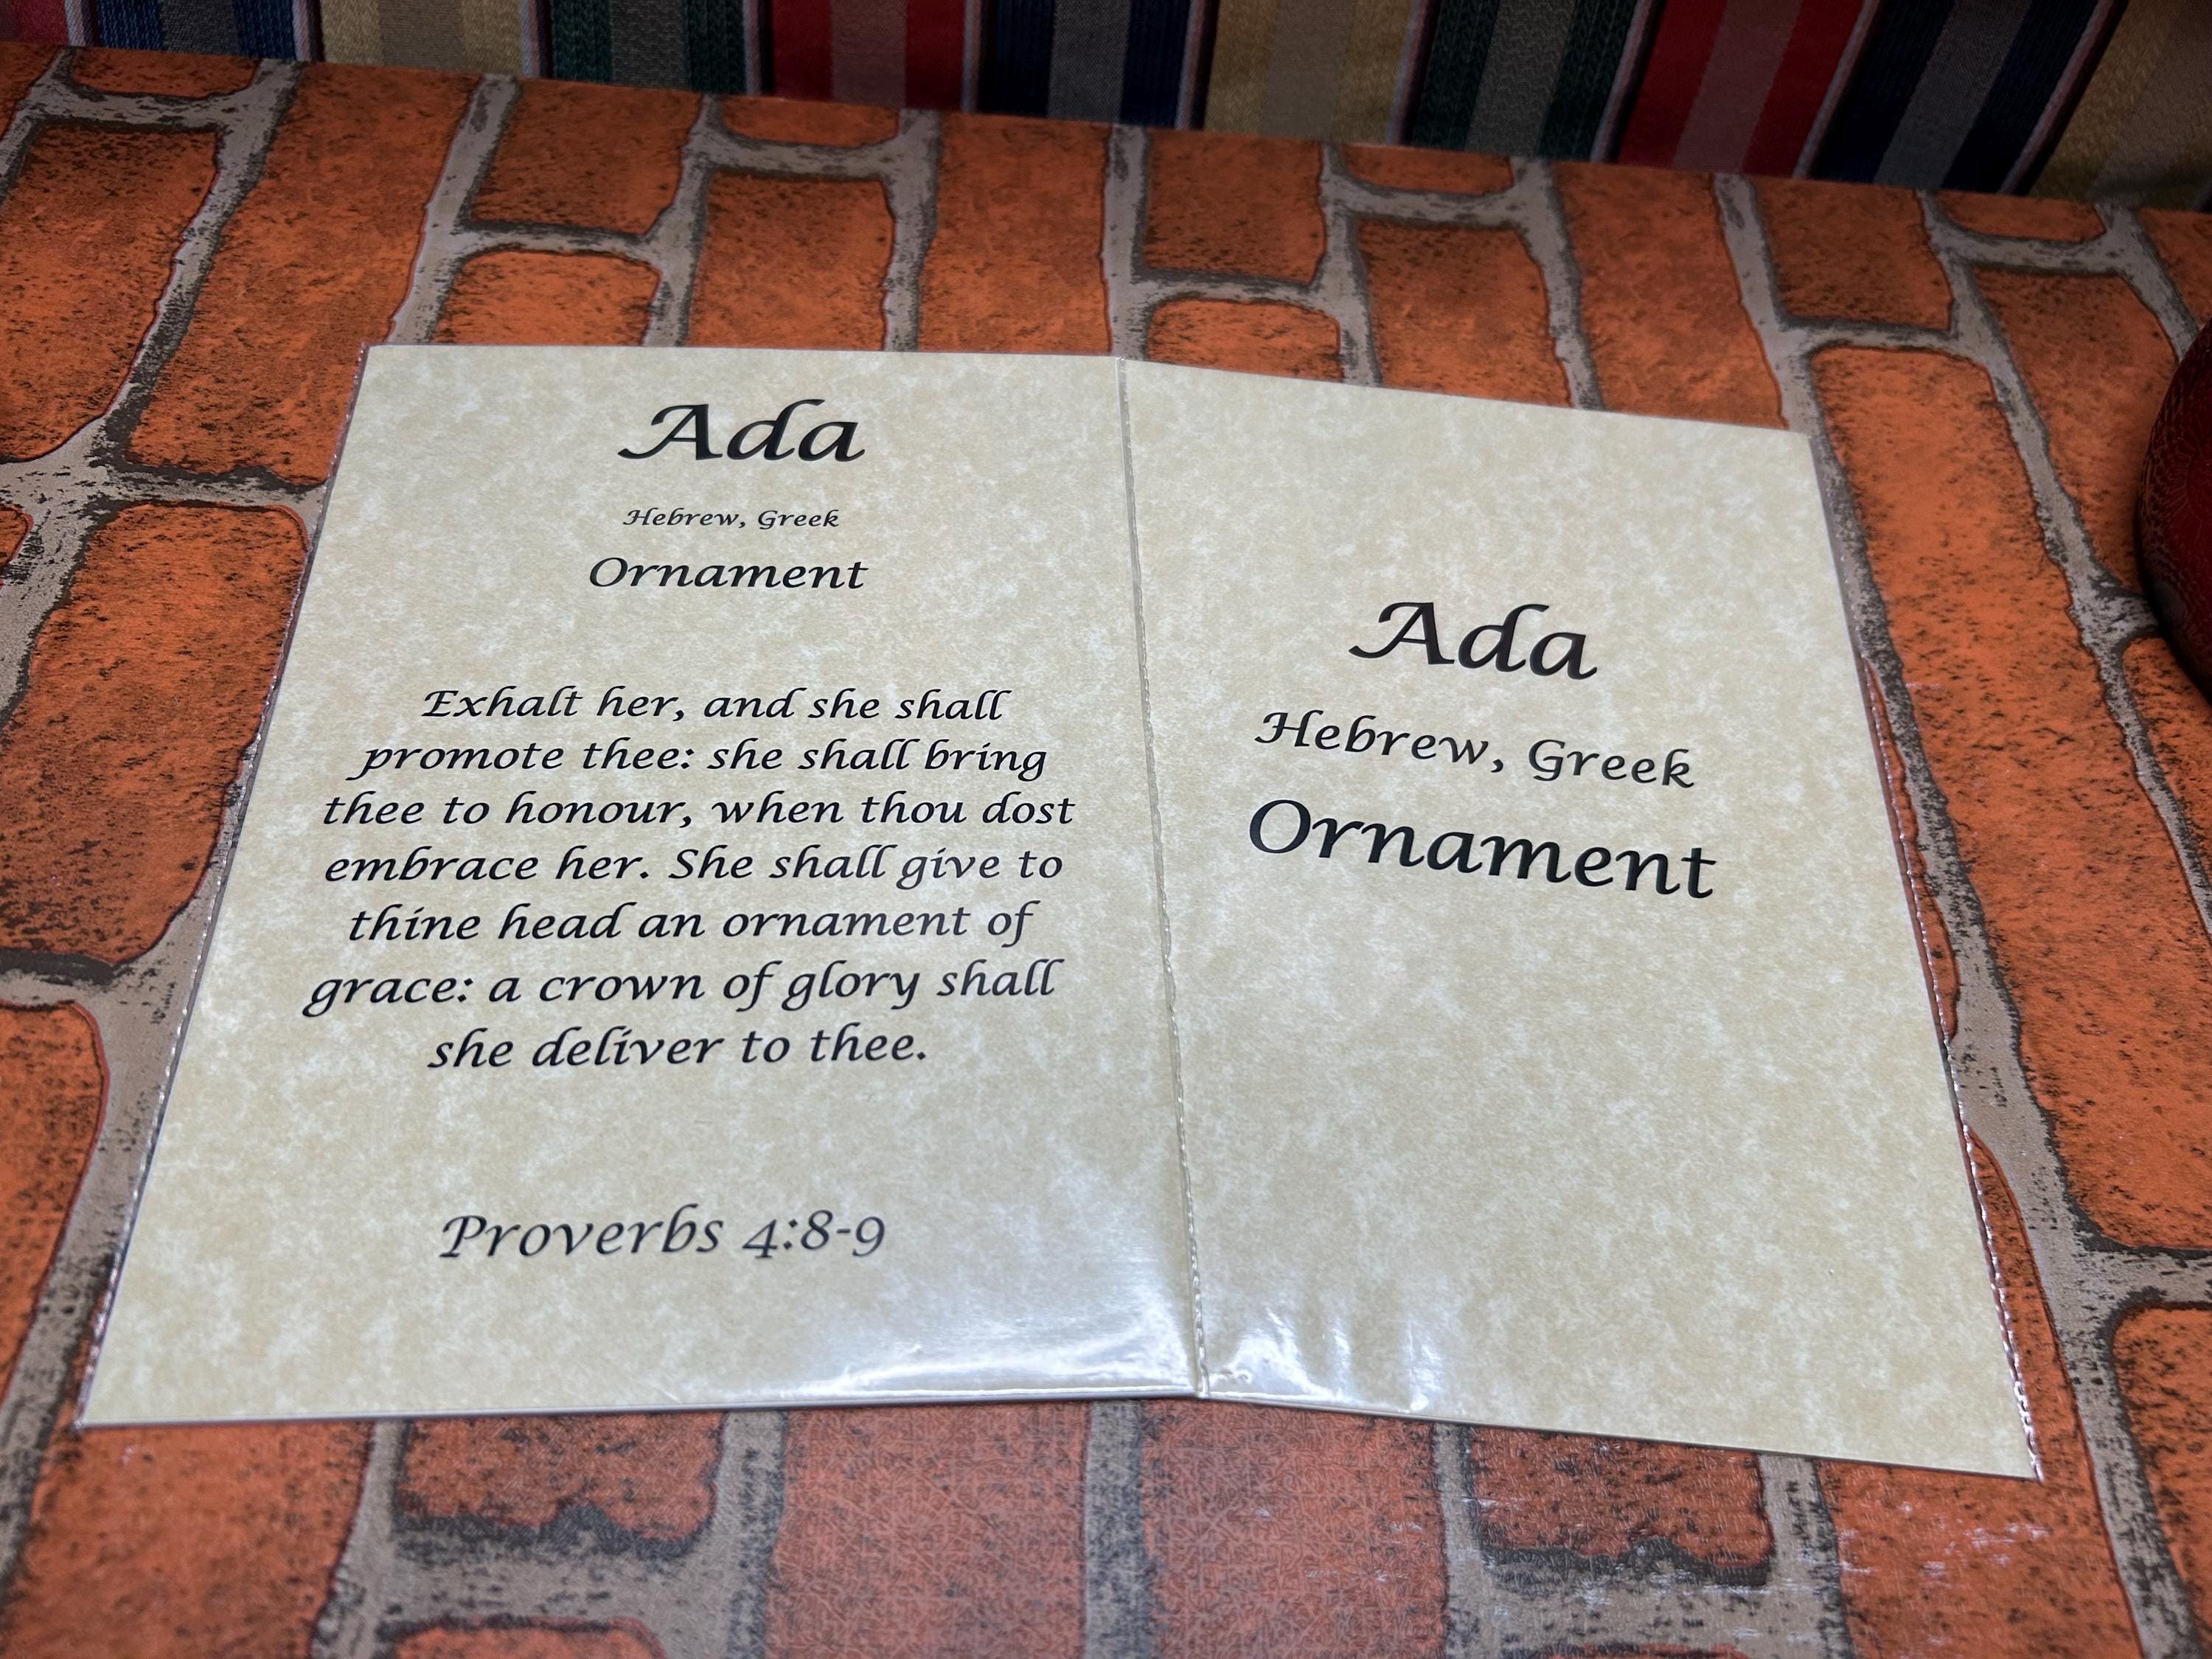 Ada
Hebrew, Greek
Ornament
Exhalt her, and she shall
promote thee: she shall bring
thee to honour, when thou dost
embrace her. She shall give to
thine head an ornament of
grace: a crown of glory shall
she deliver to thee.
Proverbs 4:8-9
Ada
Hebrew, Greek
Ornament